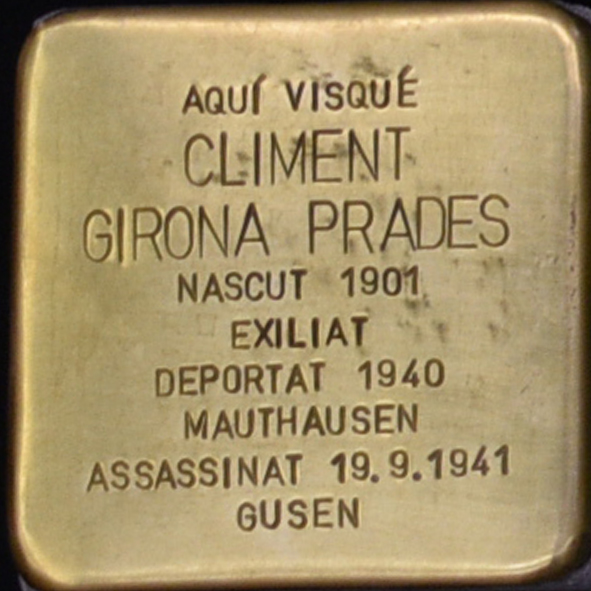 AQUÍ VISQUÉ
CLIMENT
GIRONA PRADES
NASCUT 1901
EXILIAT
DEPORTAT 1940
MAUTHAUSEN
ASSASSINAT 19.9.1941
GUSEN